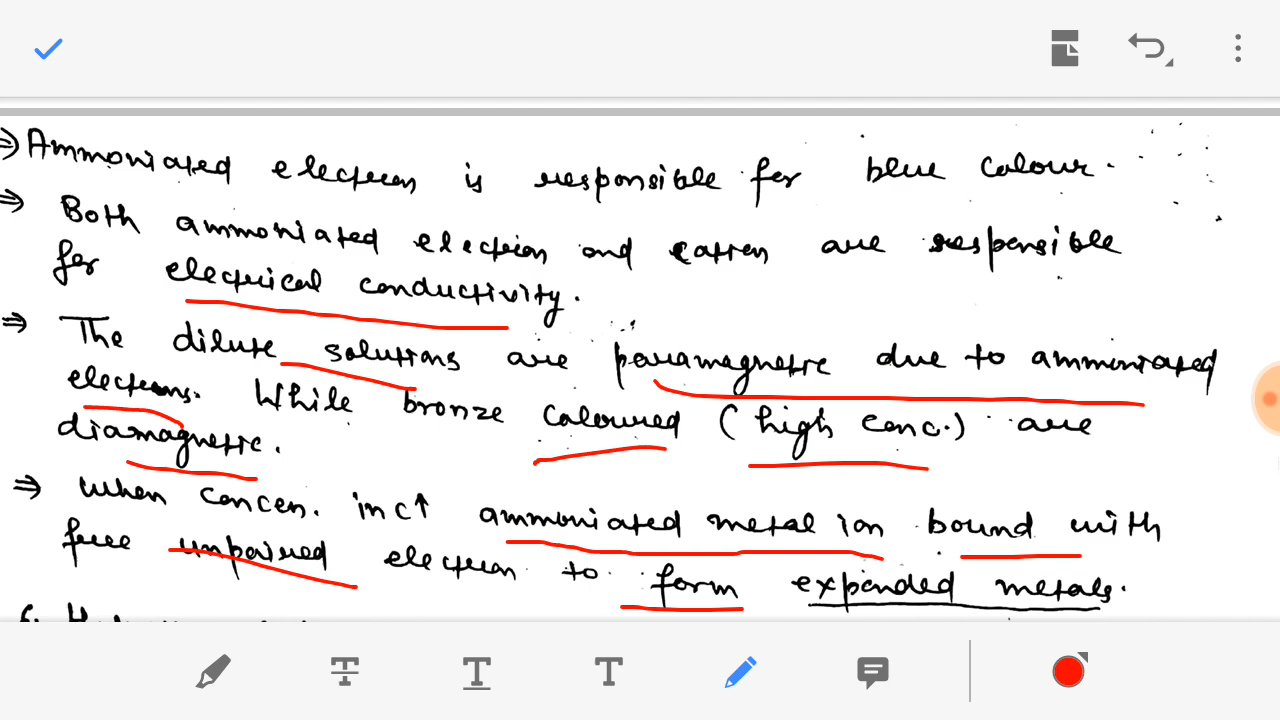 ⇒ Ammoniated electron is responsible for blue colour.
⇒ Both ammoniated electron and cation are responsible
for electrical conductivity.
⇒ The dilute solutions are paramagnetic due to ammoniated
electrons. While bronze coloured (high conc.) are
diamagnetic.
⇒ When concen. inc↑ ammoniated metal ion bound with
free unpaired electron to form expanded metals.
6.
T T T